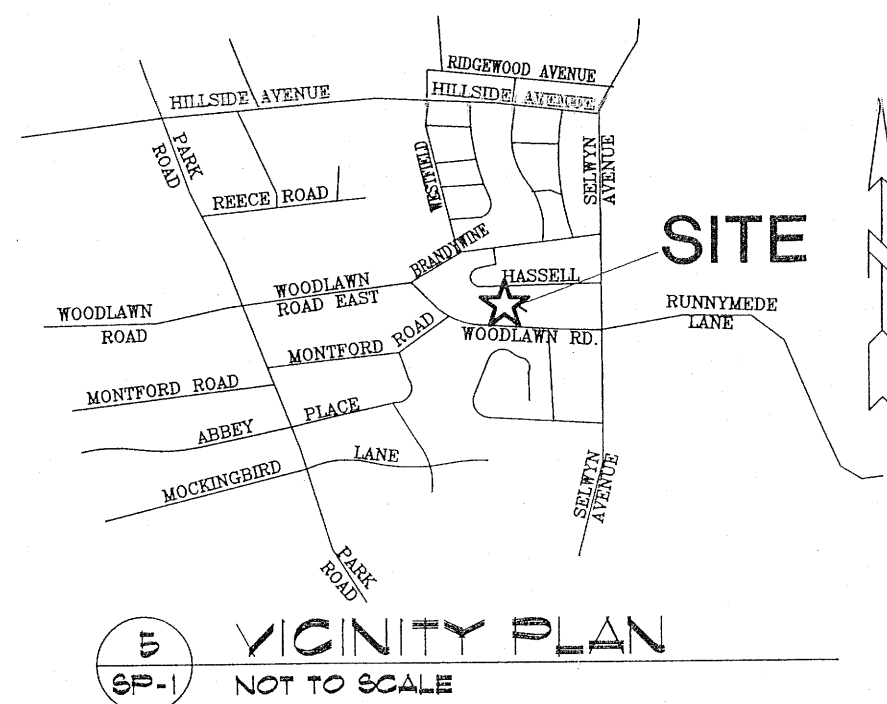 RIDGEWOOD AVENUE
HILLSIDE AVENUE
HILLSIDE AVENUE
PARK
ROAD
WESTFIELD
SELWYN
AVENUE
REECE ROAD
SITE
BRANDYWINE
HASSELL
WOODLAWN
ROAD EAST
RUNNYMEDE
LANE
WOODLAWN
ROAD
WOODLAWN RD.
MONTFORD ROAD
MONTFORD ROAD
ABBEY PLACE
MOCKINGBIRD LANE
SELWYN
AVENUE
PARK
ROAD
5
SP-1
VICINITY PLAN
NOT TO SCALE